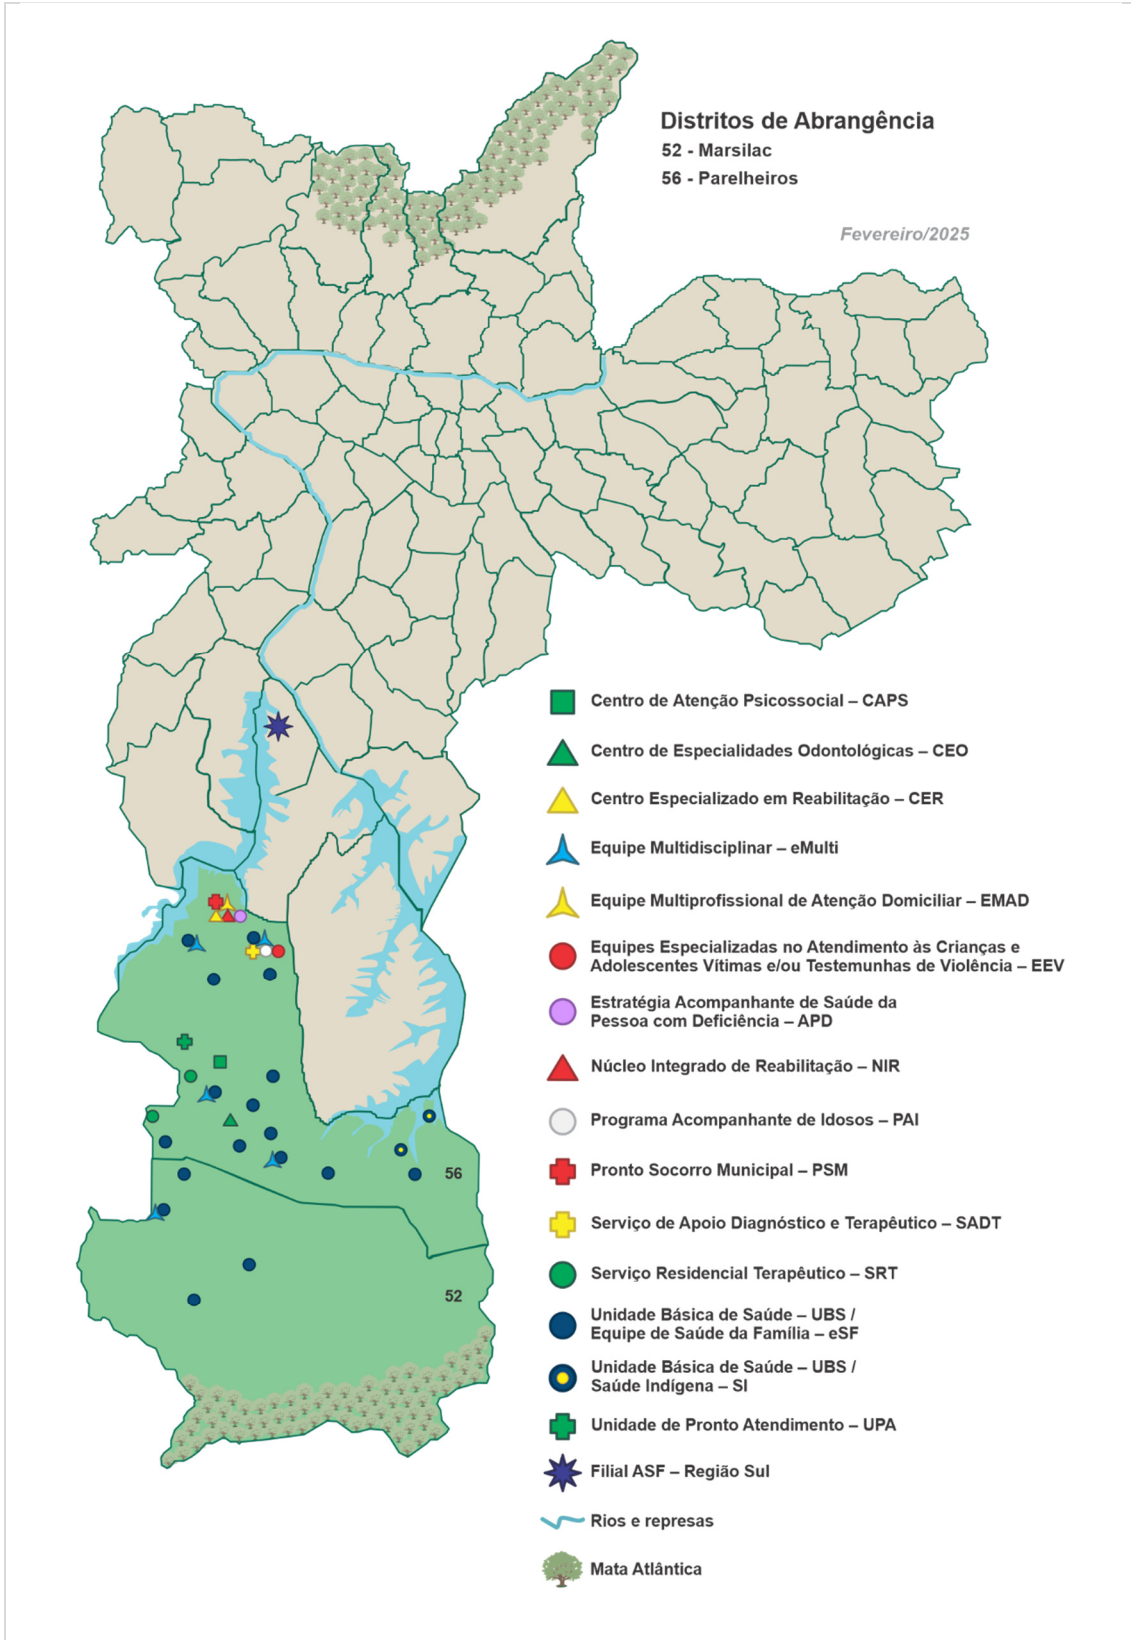 Distritos de Abrangência
52 - Marsilac
56 - Parelheiros
Fevereiro/2025
Centro de Atenção Psicossocial – CAPS
Centro de Especialidades Odontológicas – CEO
Centro Especializado em Reabilitação – CER
Equipe Multidisciplinar – eMulti
Equipe Multiprofissional de Atenção Domiciliar – EMAD
Equipes Especializadas no Atendimento às Crianças e
Adolescentes Vítimas e/ou Testemunhas de Violência – EEV
Estratégia Acompanhante de Saúde da
Pessoa com Deficiência – APD
Núcleo Integrado de Reabilitação – NIR
Programa Acompanhante de Idosos – PAI
Pronto Socorro Municipal – PSM
Serviço de Apoio Diagnóstico e Terapêutico – SADT
Serviço Residencial Terapêutico – SRT
Unidade Básica de Saúde – UBS /
Equipe de Saúde da Família – eSF
Unidade Básica de Saúde – UBS /
Saúde Indígena – SI
Unidade de Pronto Atendimento – UPA
Filial ASF – Região Sul
Rios e represas
Mata Atlântica
56
52